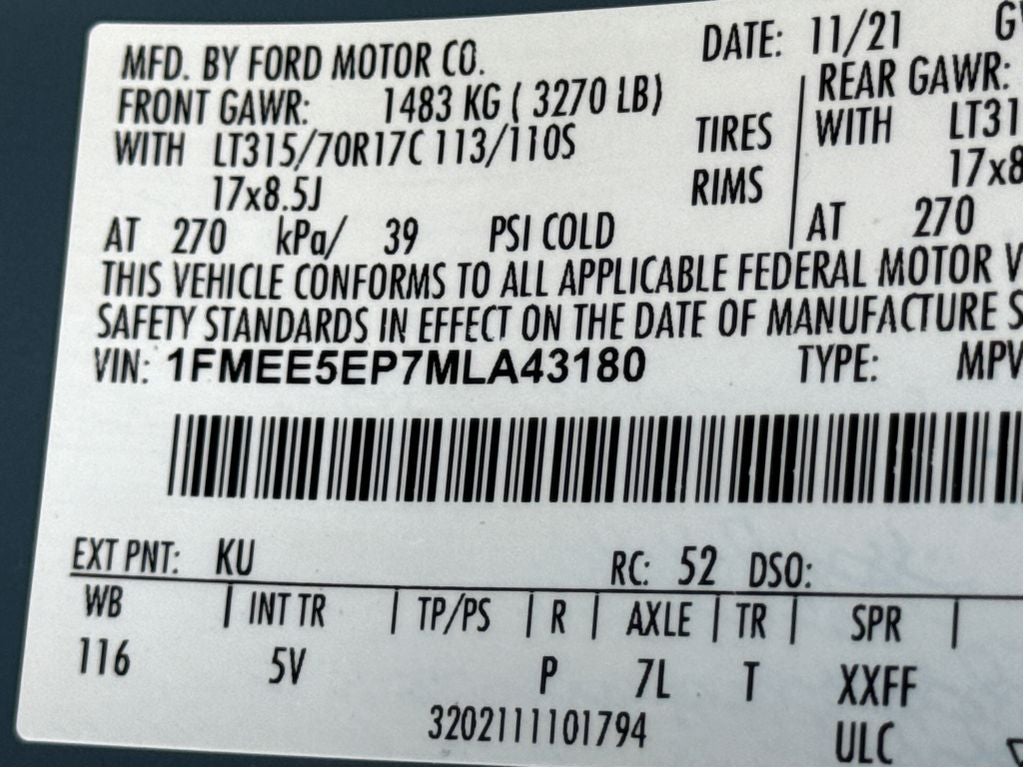 MFD. BY FORD MOTOR CO. DATE: 11/21
FRONT GAWR: 1483 KG ( 3270 LB) REAR GAWR:
WITH LT315/70R17C 113/110S TIRES WITH LT31
17x8.5J RIMS 17x8
AT 270 kPa/ 39 PSI COLD AT 270
THIS VEHICLE CONFORMS TO ALL APPLICABLE FEDERAL MOTOR V
SAFETY STANDARDS IN EFFECT ON THE DATE OF MANUFACTURE S
VIN: 1FMEE5EP7MLA43180 TYPE: MPV
EXT PNT: KU RC: 52 DSO:
WB | INT TR | TP/PS | R | AXLE | TR | SPR |
116 5V P 7L T XXFF
3202111101794 ULC